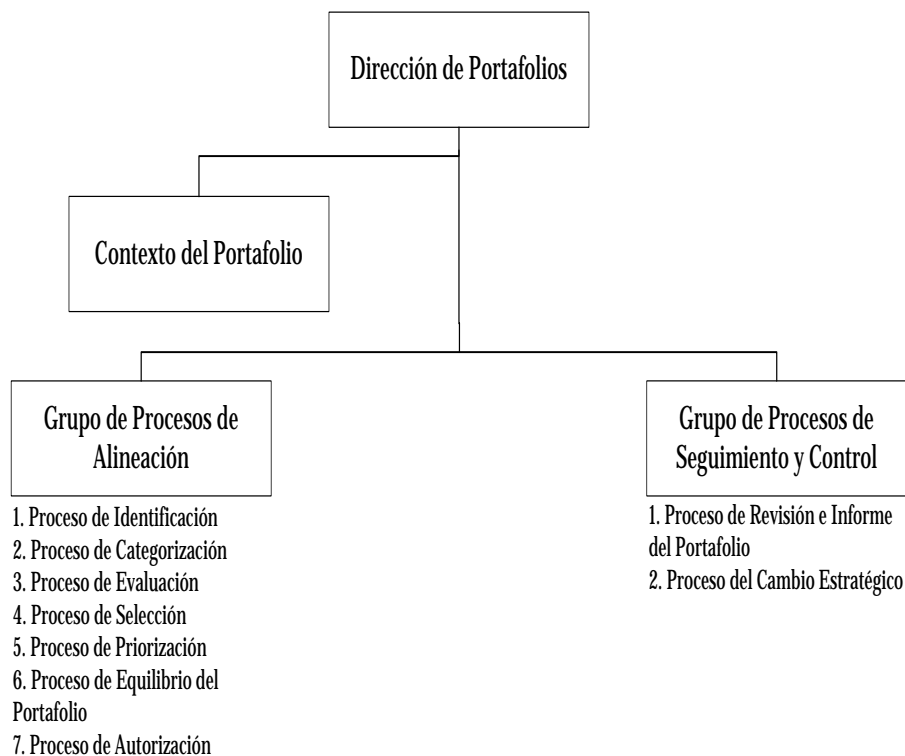 Dirección de Portafolios
Contexto del Portafolio
Grupo de Procesos de
Alineación
1. Proceso de Identificación
2. Proceso de Categorización
3. Proceso de Evaluación
4. Proceso de Selección
5. Proceso de Priorización
6. Proceso de Equilibrio del
Portafolio
7. Proceso de Autorización
Grupo de Procesos de
Seguimiento y Control
1. Proceso de Revisión e Informe
del Portafolio
2. Proceso del Cambio Estratégico